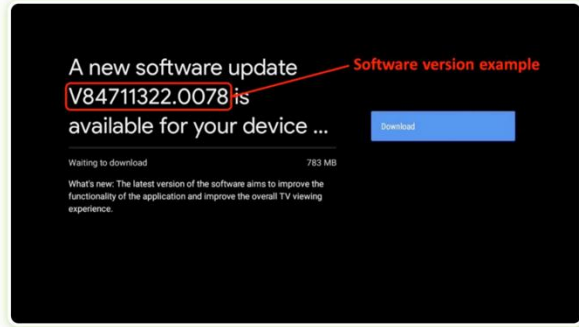 A new software update
V84711322.0078 is
available for your device ...
Software version example
Download
Waiting to download 783 MB
What's new: The latest version of the software aims to improve the
functionality of the application and improve the overall TV viewing
experience.